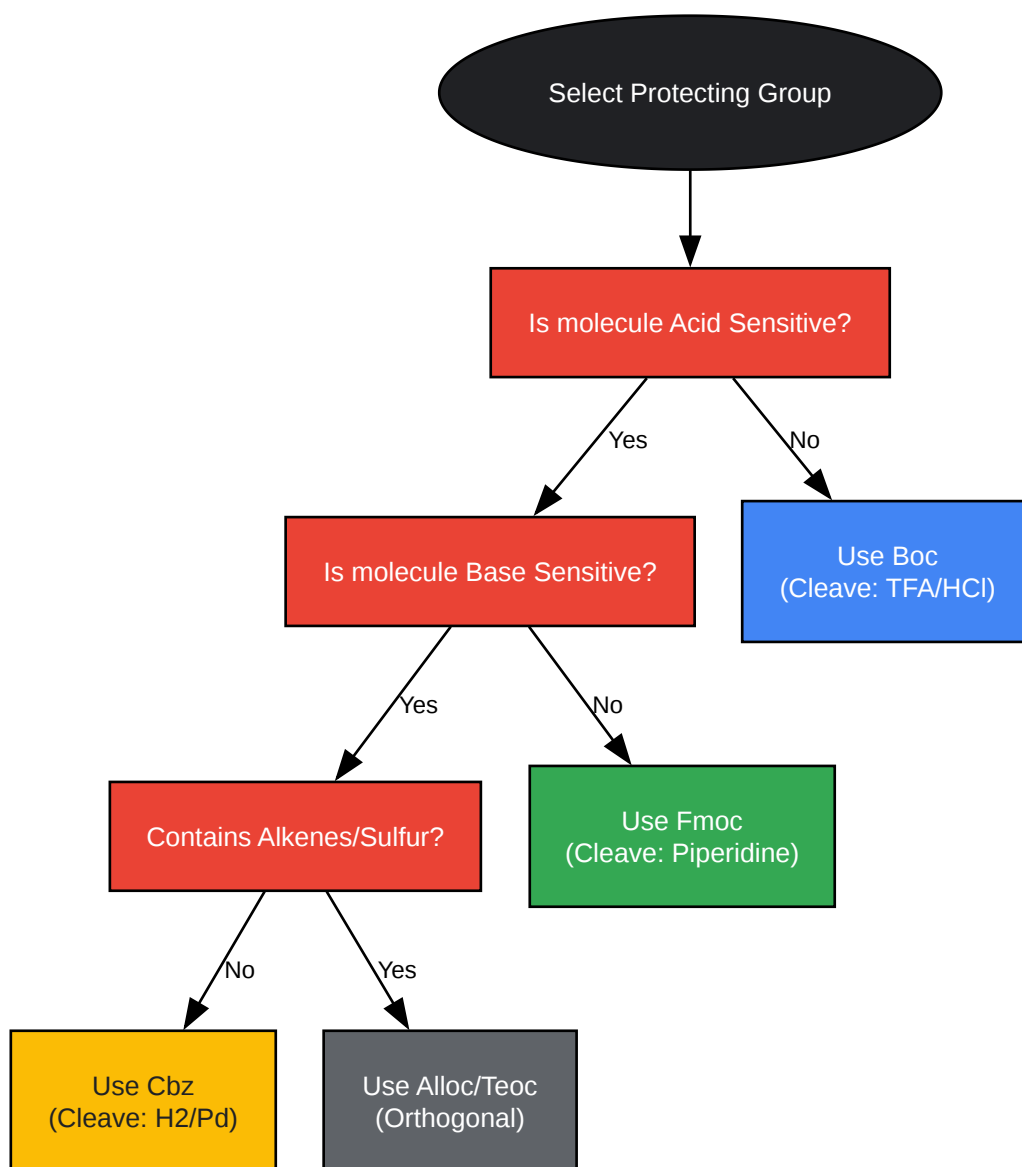 Select Protecting Group
Is molecule Acid Sensitive?
Yes
No
Is molecule Base Sensitive?
Use Boc
(Cleave: TFA/HCl)
Yes
No
Contains Alkenes/Sulfur?
Use Fmoc
(Cleave: Piperidine)
No
Yes
Use Cbz
(Cleave: H2/Pd)
Use Alloc/Teoc
(Orthogonal)